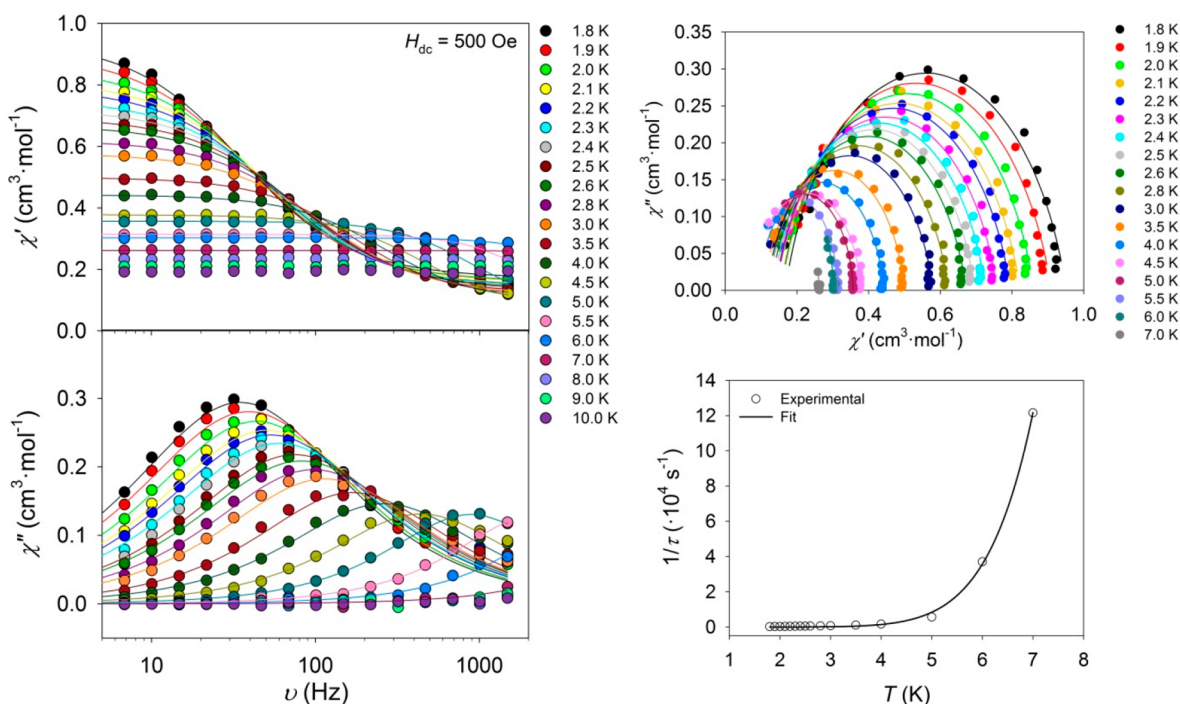 H_dc = 500 Oe
χ′ (cm³·mol⁻¹)
1.0
0.8
0.6
0.4
0.2
0.0
χ″ (cm³·mol⁻¹)
0.3
0.2
0.1
0.0
10
100
1000
υ (Hz)
1.8 K
1.9 K
2.0 K
2.1 K
2.2 K
2.3 K
2.4 K
2.5 K
2.6 K
2.8 K
3.0 K
3.5 K
4.0 K
4.5 K
5.0 K
5.5 K
6.0 K
7.0 K
8.0 K
9.0 K
10.0 K
χ″ (cm³·mol⁻¹)
0.35
0.30
0.25
0.20
0.15
0.10
0.05
0.00
0.0
0.2
0.4
0.6
0.8
1.0
χ′ (cm³·mol⁻¹)
1.8 K
1.9 K
2.0 K
2.1 K
2.2 K
2.3 K
2.4 K
2.5 K
2.6 K
2.8 K
3.0 K
3.5 K
4.0 K
4.5 K
5.0 K
5.5 K
6.0 K
7.0 K
1/τ (·10⁴ s⁻¹)
14
12
10
8
6
4
2
0
Experimental
Fit
1
2
3
4
5
6
7
8
T (K)